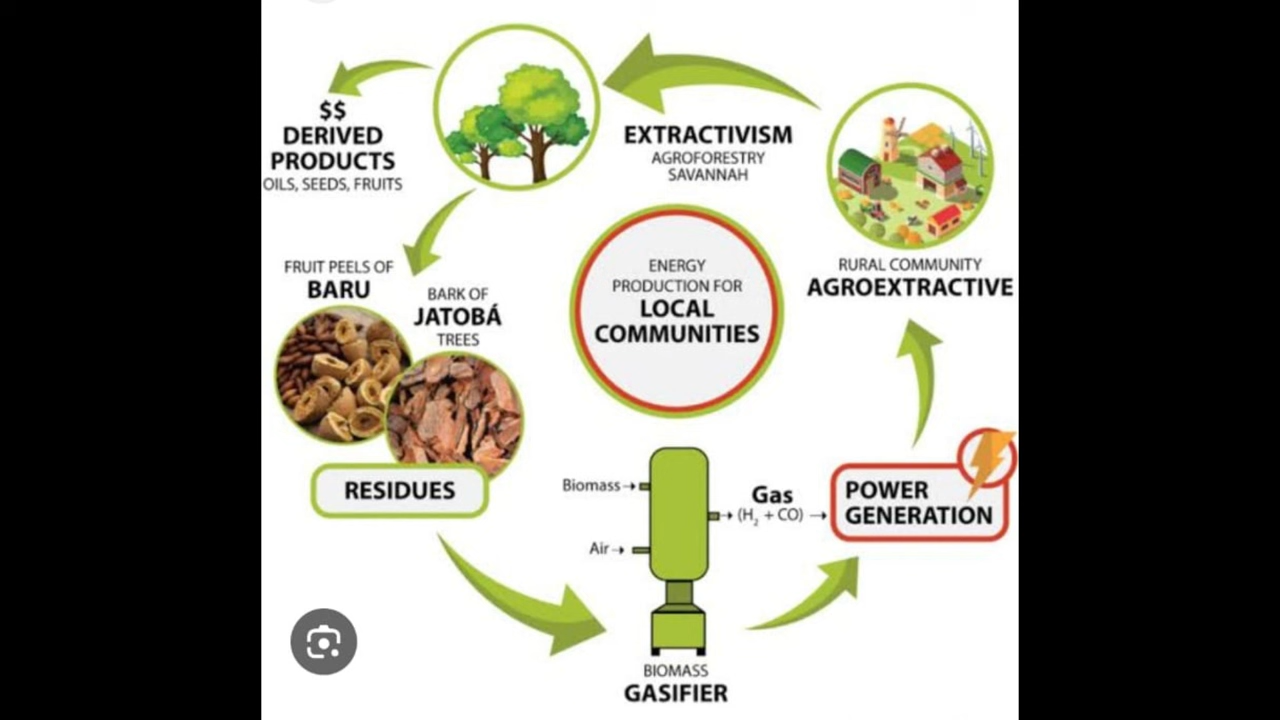 $$
DERIVED
PRODUCTS
OILS, SEEDS, FRUITS
EXTRACTIVISM
AGROFORESTRY
SAVANNAH
RURAL COMMUNITY
AGROEXTRACTIVE
ENERGY
PRODUCTION FOR
LOCAL
COMMUNITIES
FRUIT PEELS OF
BARU
BARK OF
JATOBÁ
TREES
RESIDUES
Biomass
Air
Gas
(H₂ + CO)
POWER
GENERATION
BIOMASS
GASIFIER